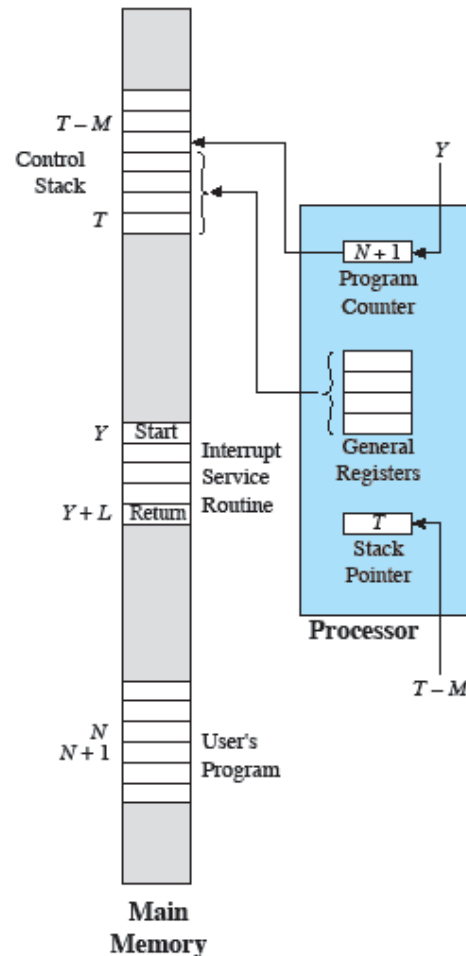 T – M
Control
Stack
T
Y
Start
Interrupt
Service
Routine
Y + L
Return
N
N + 1
User's
Program
Main
Memory
Y
N + 1
Program
Counter
General
Registers
T
Stack
Pointer
Processor
T – M